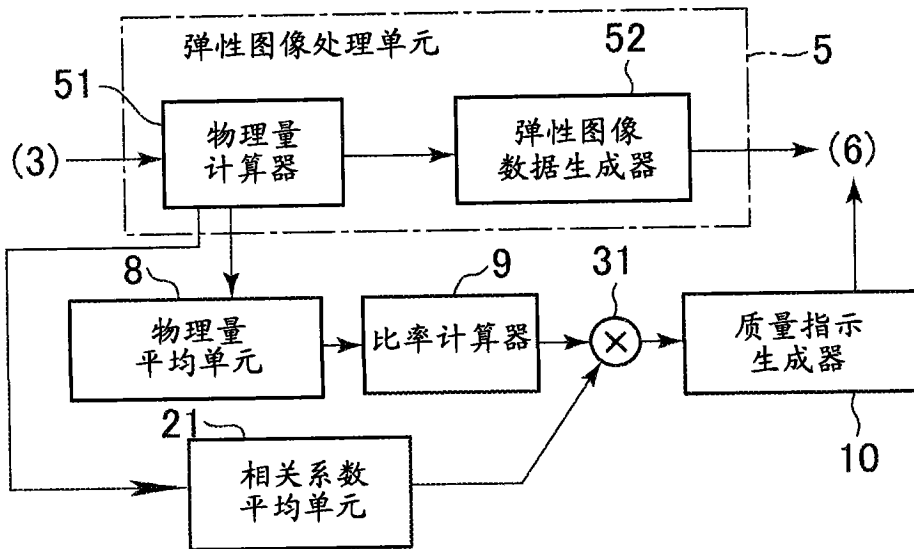 弹性图像处理单元
5
51
52
物理量
计算器
弹性图像
数据生成器
(3)
(6)
8
9
31
物理量
平均单元
比率计算器
质量指示
生成器
10
21
相关系数
平均单元